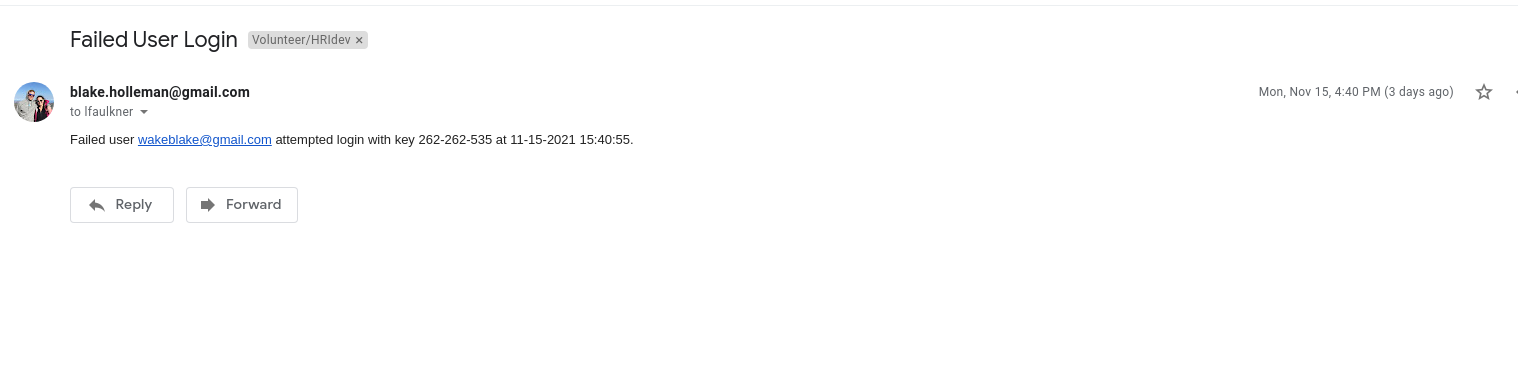 Failed User Login Volunteer/HRIdev ×
blake.holleman@gmail.com Mon, Nov 15, 4:40 PM (3 days ago)
to lfaulkner
Failed user wakeblake@gmail.com attempted login with key 262-262-535 at 11-15-2021 15:40:55.
Reply Forward